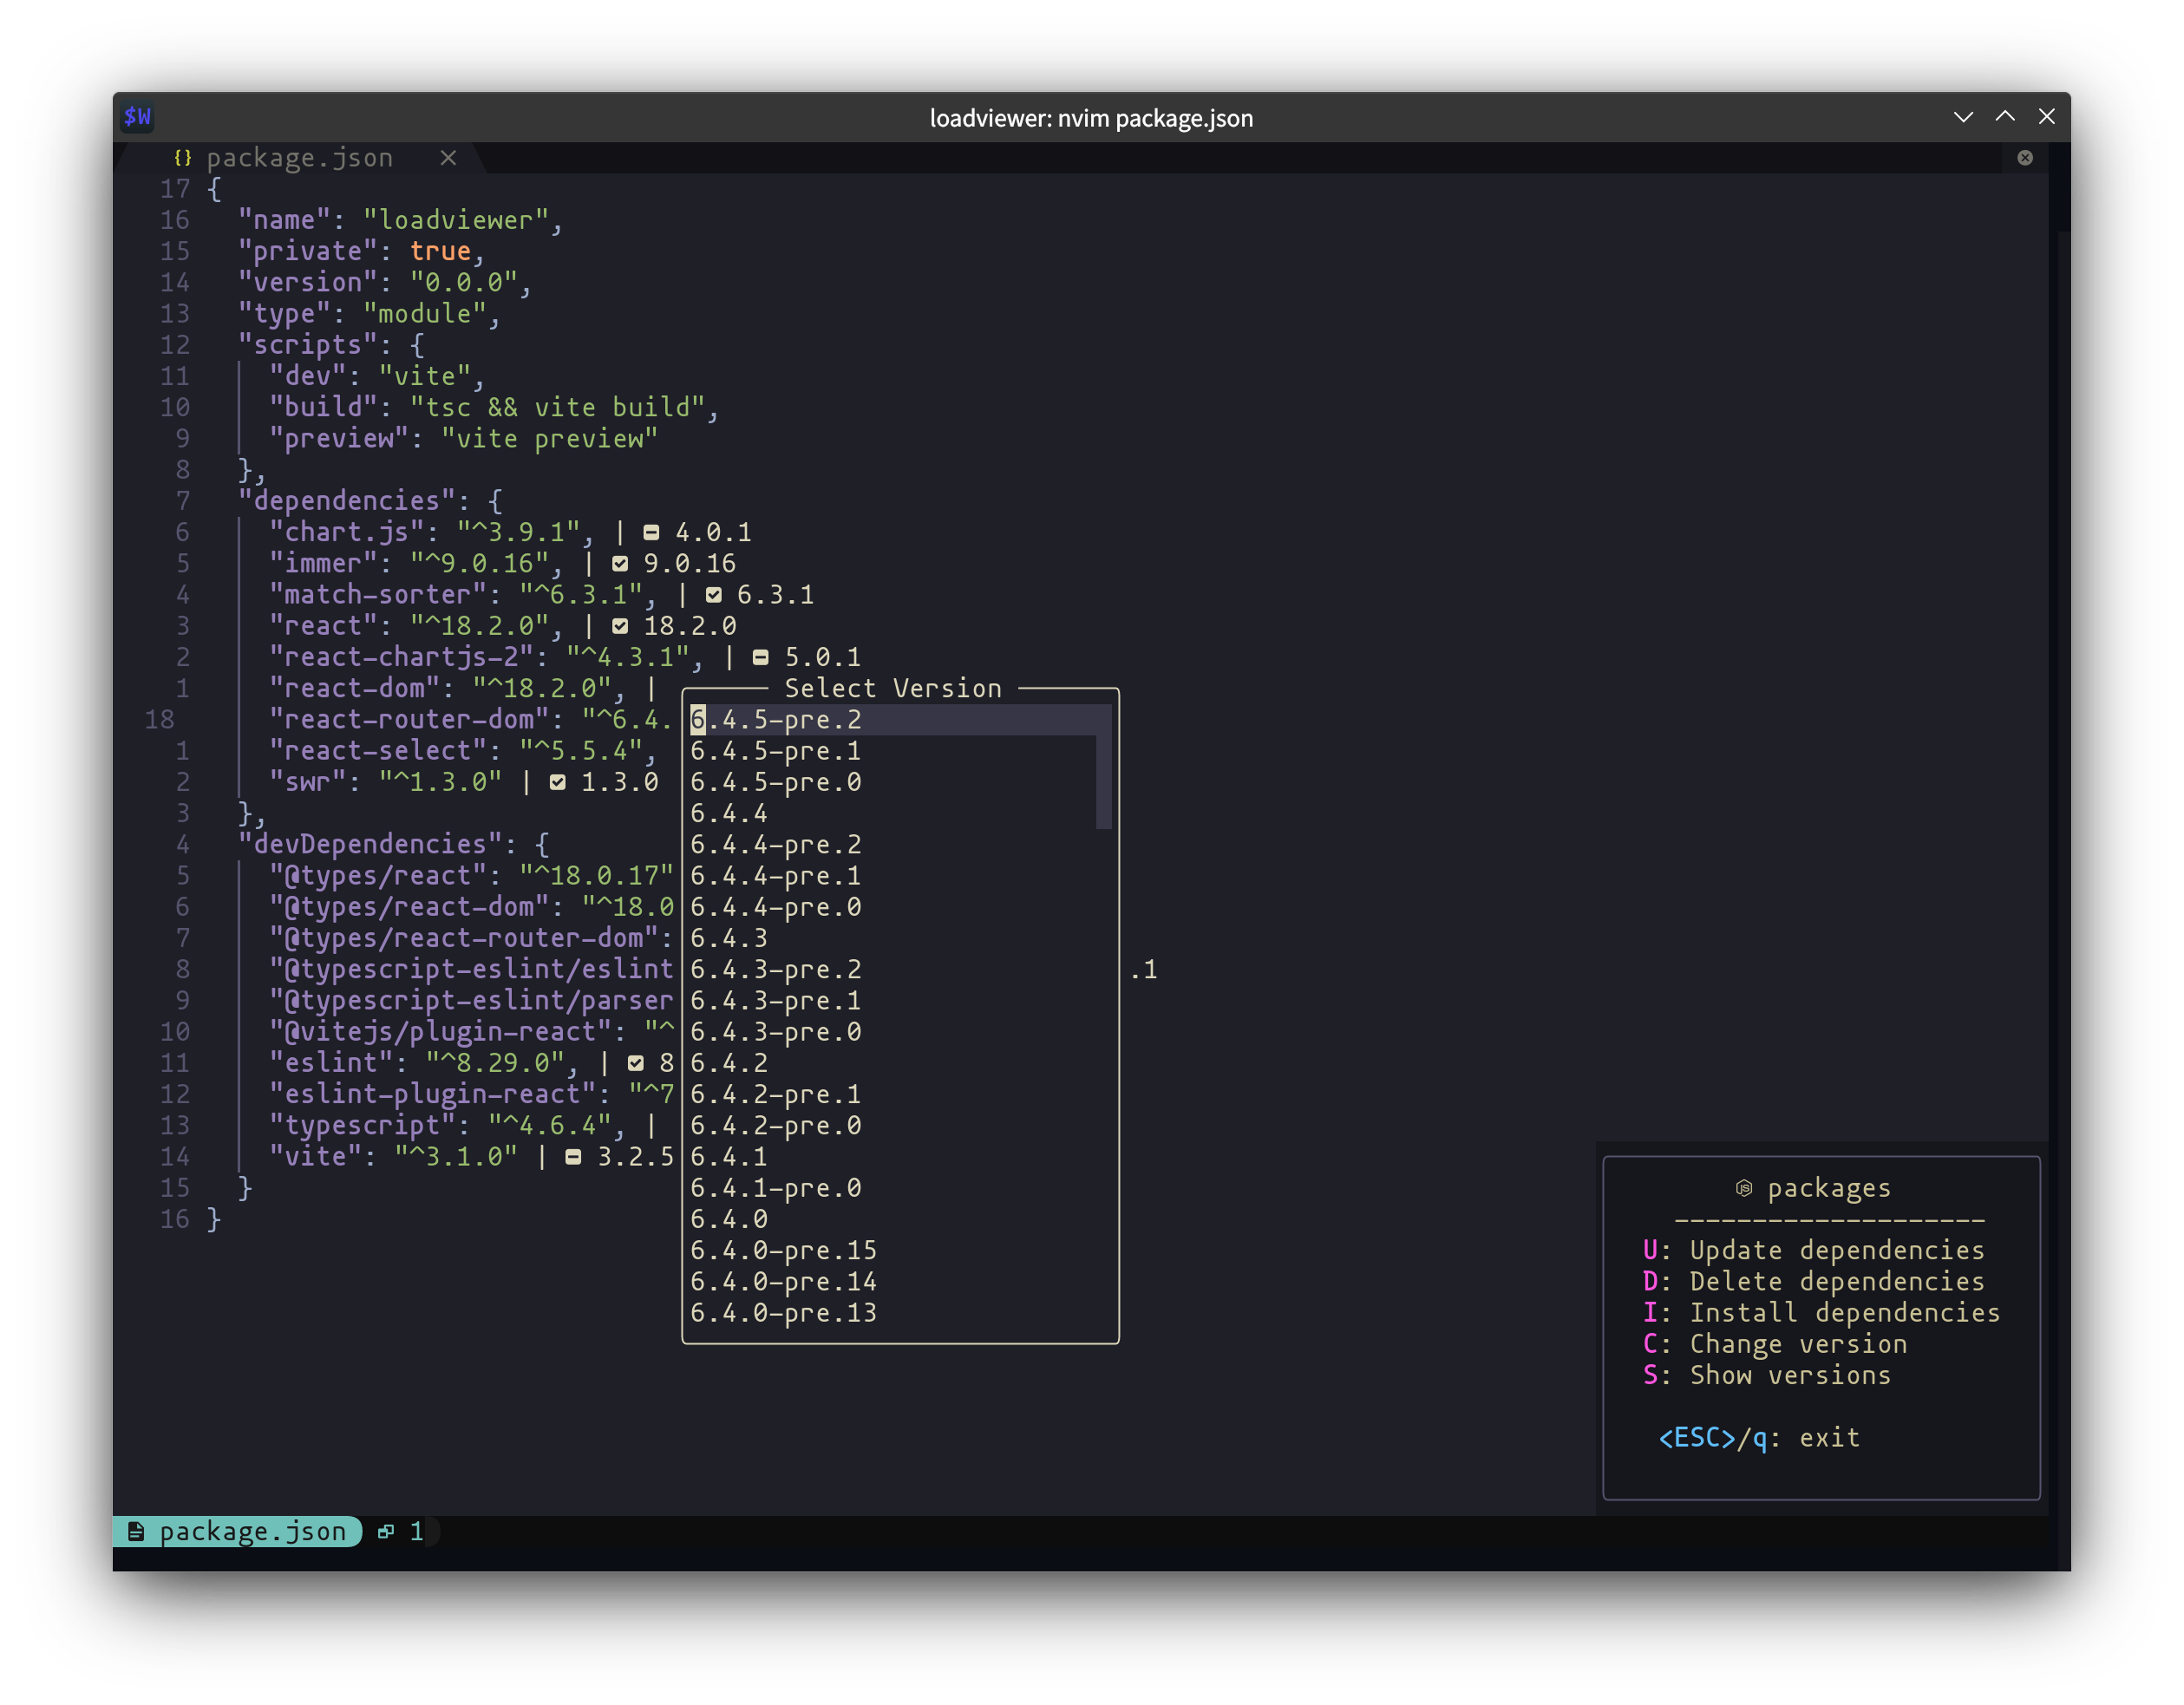 $W
loadviewer: nvim package.json
{} package.json
17 {
16 "name": "loadviewer",
15 "private": true,
14 "version": "0.0.0",
13 "type": "module",
12 "scripts": {
11 "dev": "vite",
10 "build": "tsc && vite build",
9 "preview": "vite preview"
8 },
7 "dependencies": {
6 "chart.js": "^3.9.1", | 4.0.1
5 "immer": "^9.0.16", | 9.0.16
4 "match-sorter": "^6.3.1", | 6.3.1
3 "react": "^18.2.0", | 18.2.0
2 "react-chartjs-2": "^4.3.1", | 5.0.1
1 "react-dom": "^18.2.0", |
18 "react-router-dom": "^6.4.
1 "react-select": "^5.5.4",
2 "swr": "^1.3.0" | 1.3.0
3 },
4 "devDependencies": {
5 "@types/react": "^18.0.17"
6 "@types/react-dom": "^18.0
7 "@types/react-router-dom":
8 "@typescript-eslint/eslint .1
9 "@typescript-eslint/parser
10 "@vitejs/plugin-react": "^
11 "eslint": "^8.29.0", | 8
12 "eslint-plugin-react": "^7
13 "typescript": "^4.6.4", |
14 "vite": "^3.1.0" | 3.2.5
15 }
16 }
Select Version
6.4.5-pre.2
6.4.5-pre.1
6.4.5-pre.0
6.4.4
6.4.4-pre.2
6.4.4-pre.1
6.4.4-pre.0
6.4.3
6.4.3-pre.2
6.4.3-pre.1
6.4.3-pre.0
6.4.2
6.4.2-pre.1
6.4.2-pre.0
6.4.1
6.4.1-pre.0
6.4.0
6.4.0-pre.15
6.4.0-pre.14
6.4.0-pre.13
JS packages
--------------------
U: Update dependencies
D: Delete dependencies
I: Install dependencies
C: Change version
S: Show versions
<ESC>/q: exit
package.json 1